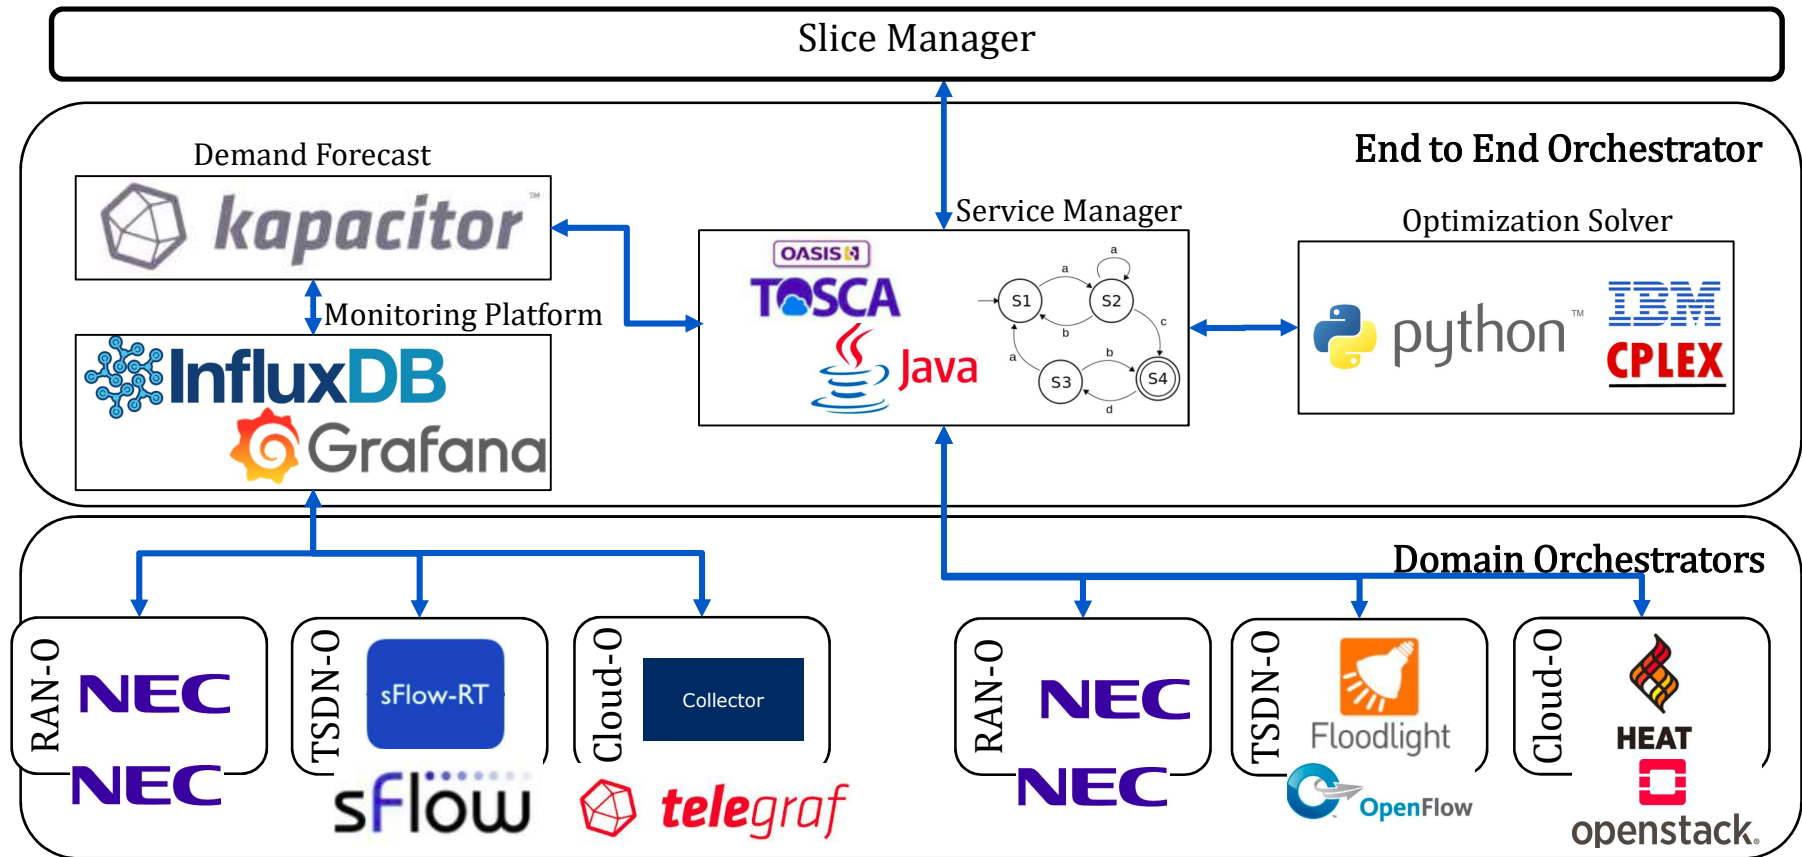 Slice Manager
End to End Orchestrator
Demand Forecast
kapacitor™
Service Manager
Optimization Solver
OASIS
TOSCA
Java
a
a
S1
S2
b
c
a
b
S3
S4
d
python™
IBM
CPLEX
Monitoring Platform
InfluxDB
Grafana
Domain Orchestrators
RAN-O
NEC
NEC
TSDN-O
sFlow-RT
sFlow
Cloud-O
Collector
telegraf
RAN-O
NEC
NEC
TSDN-O
Floodlight
OpenFlow
Cloud-O
HEAT
openstack.